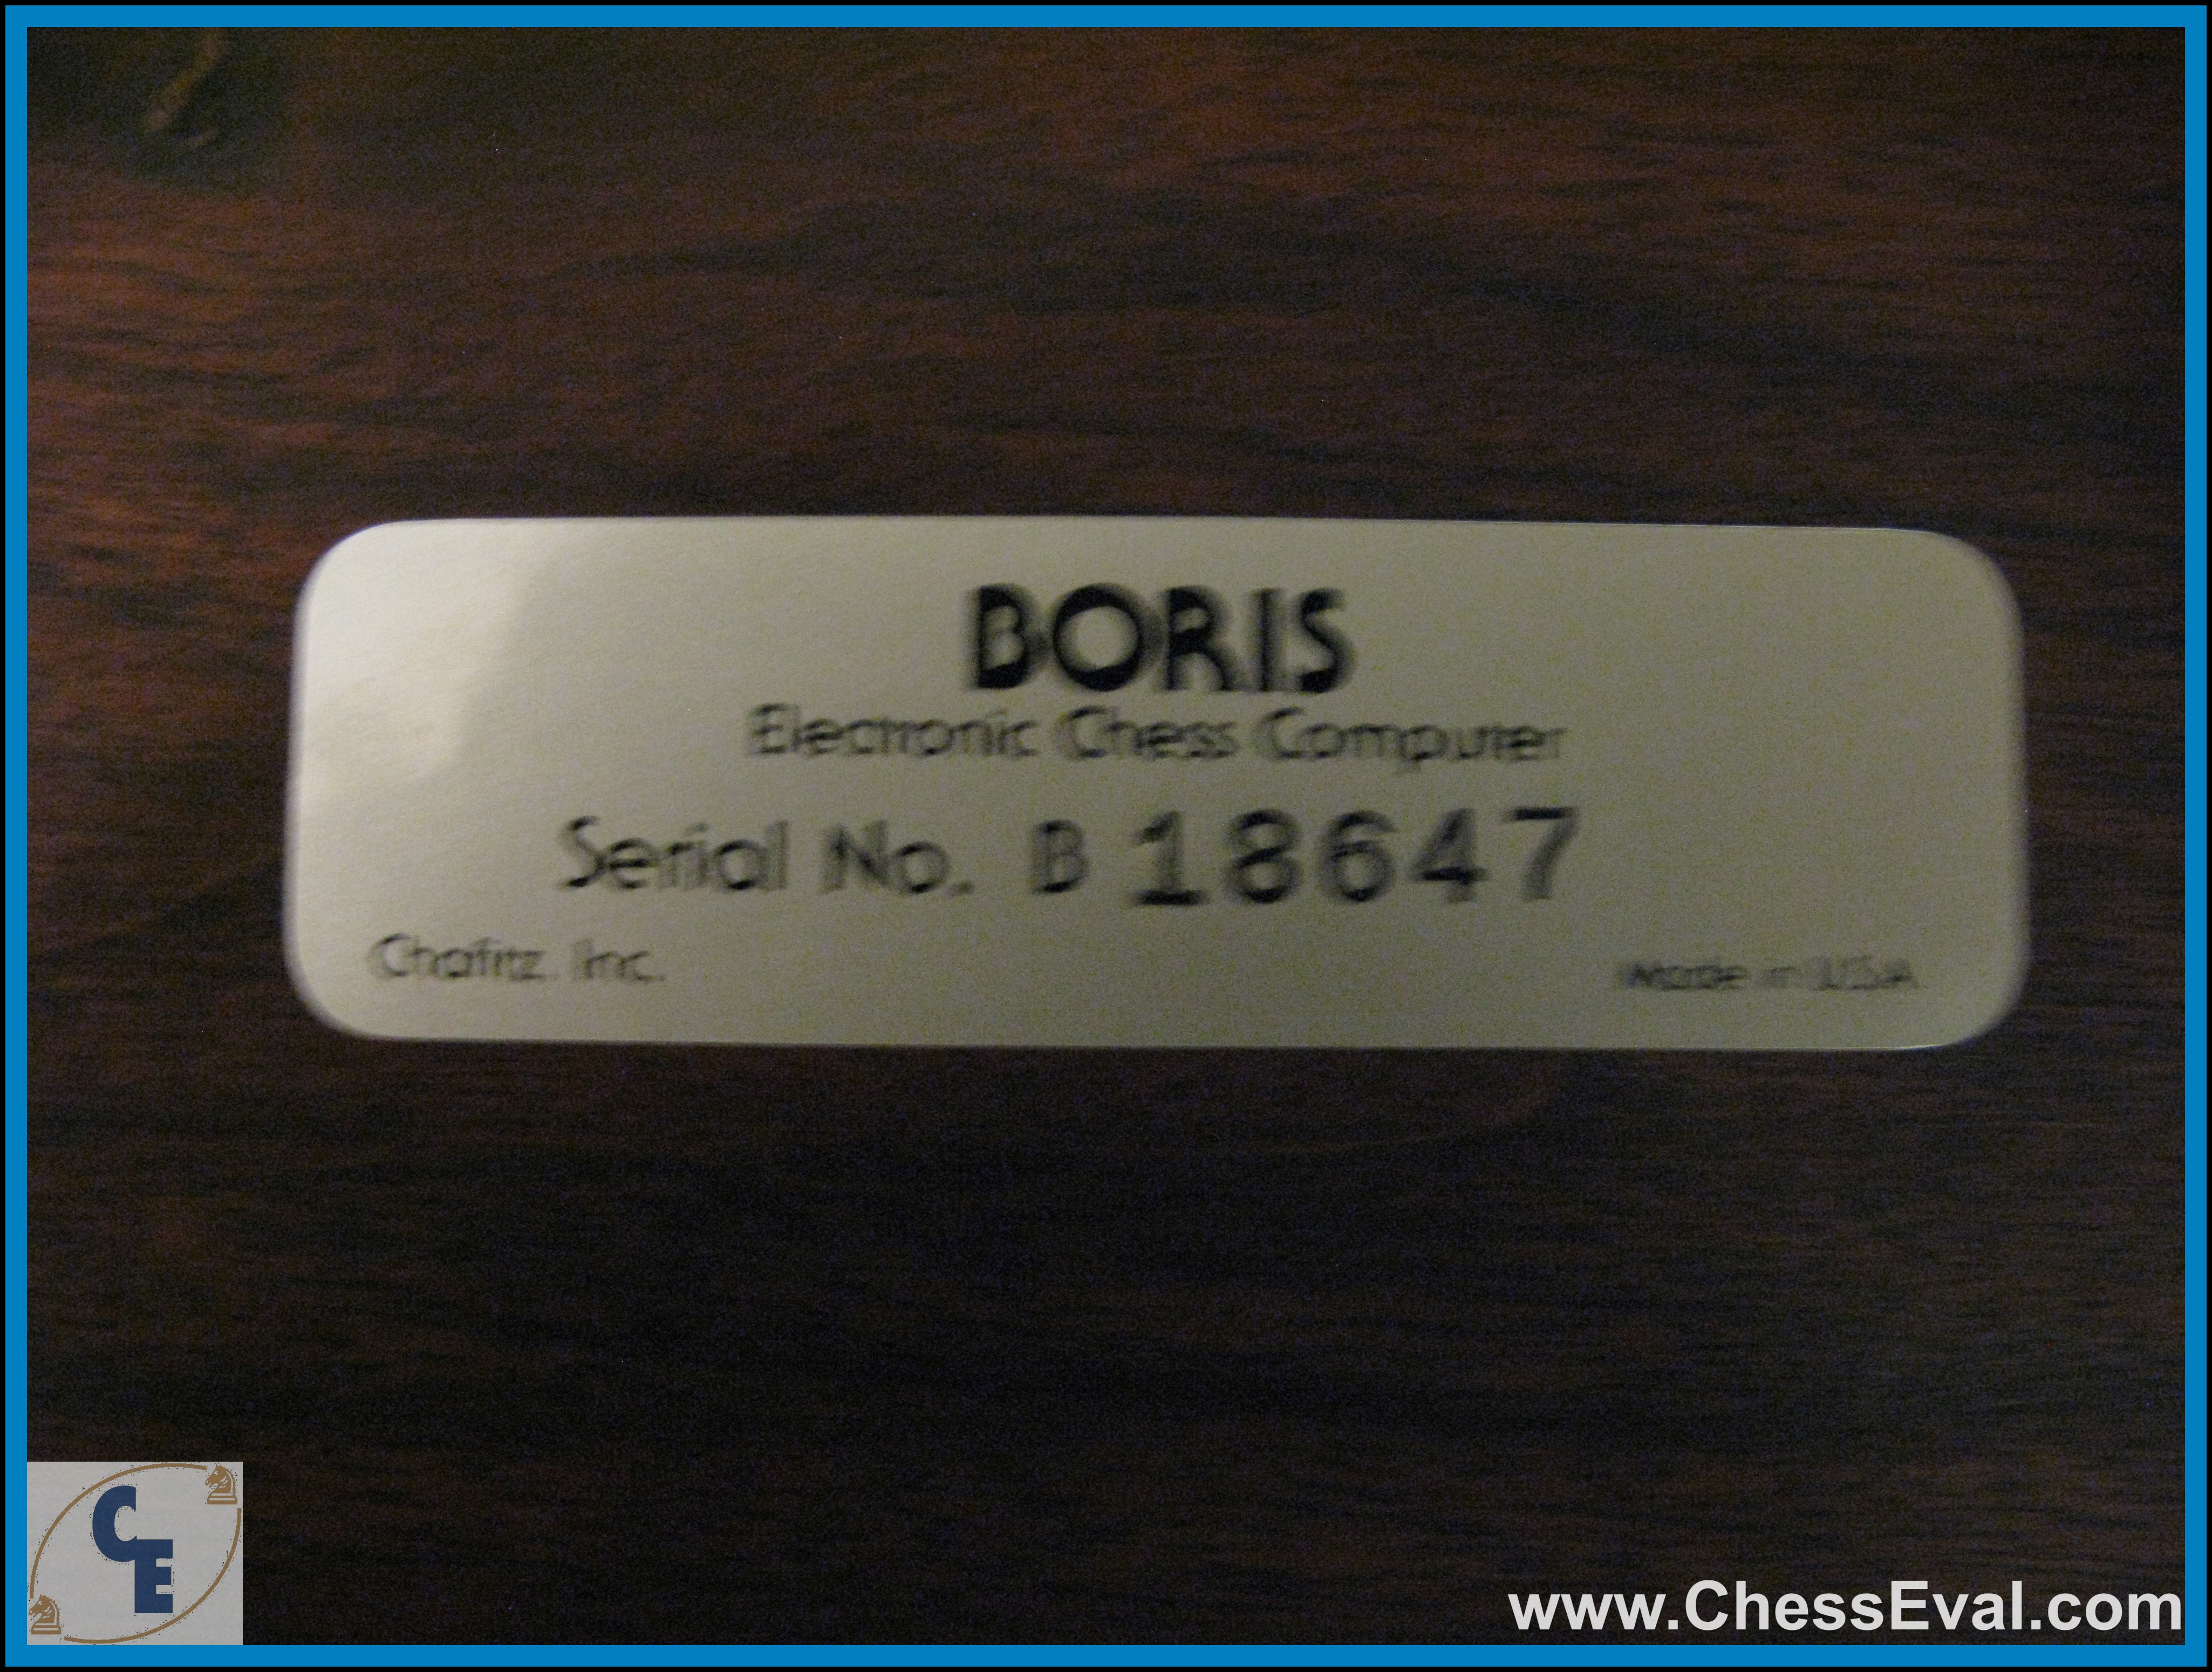 BORIS
Electronic Chess Computer
Serial No. B 18647
Chafitz, Inc.
Made in USA
CE
www.ChessEval.com